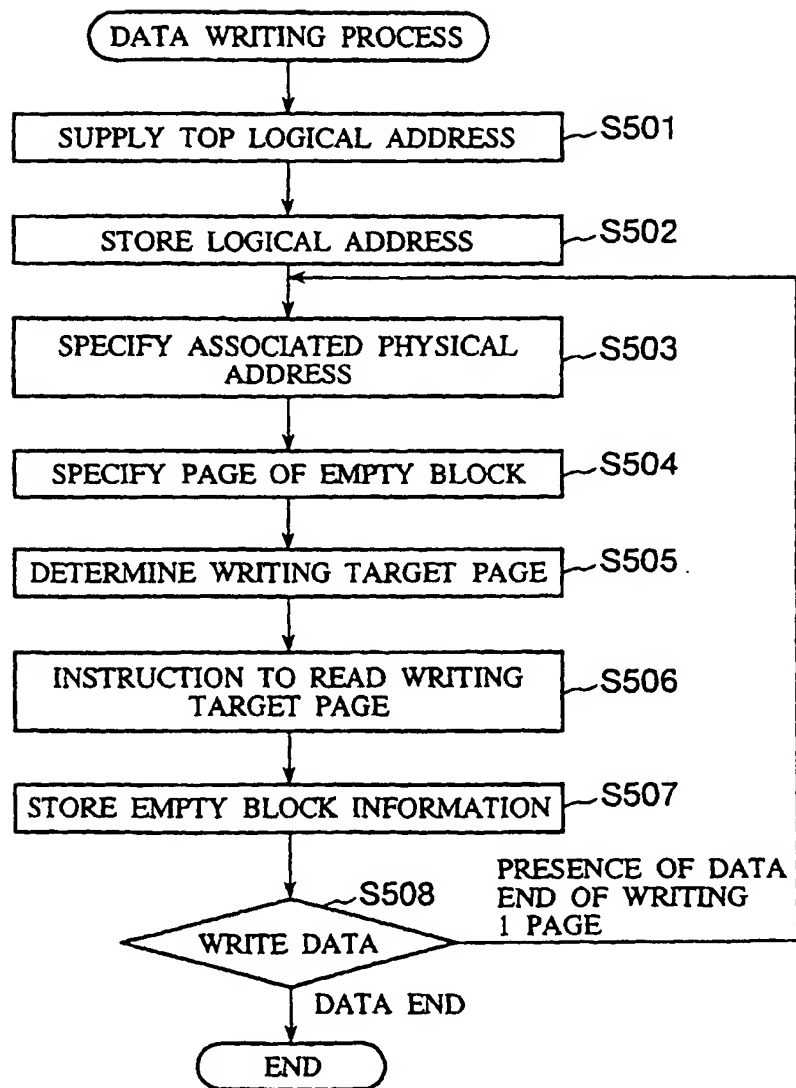 DATA WRITING PROCESS
SUPPLY TOP LOGICAL ADDRESS
S501
STORE LOGICAL ADDRESS
S502
SPECIFY ASSOCIATED PHYSICAL
ADDRESS
S503
SPECIFY PAGE OF EMPTY BLOCK
S504
DETERMINE WRITING TARGET PAGE
S505
INSTRUCTION TO READ WRITING
TARGET PAGE
S506
STORE EMPTY BLOCK INFORMATION
S507
S508
WRITE DATA
PRESENCE OF DATA
END OF WRITING
1 PAGE
DATA END
END